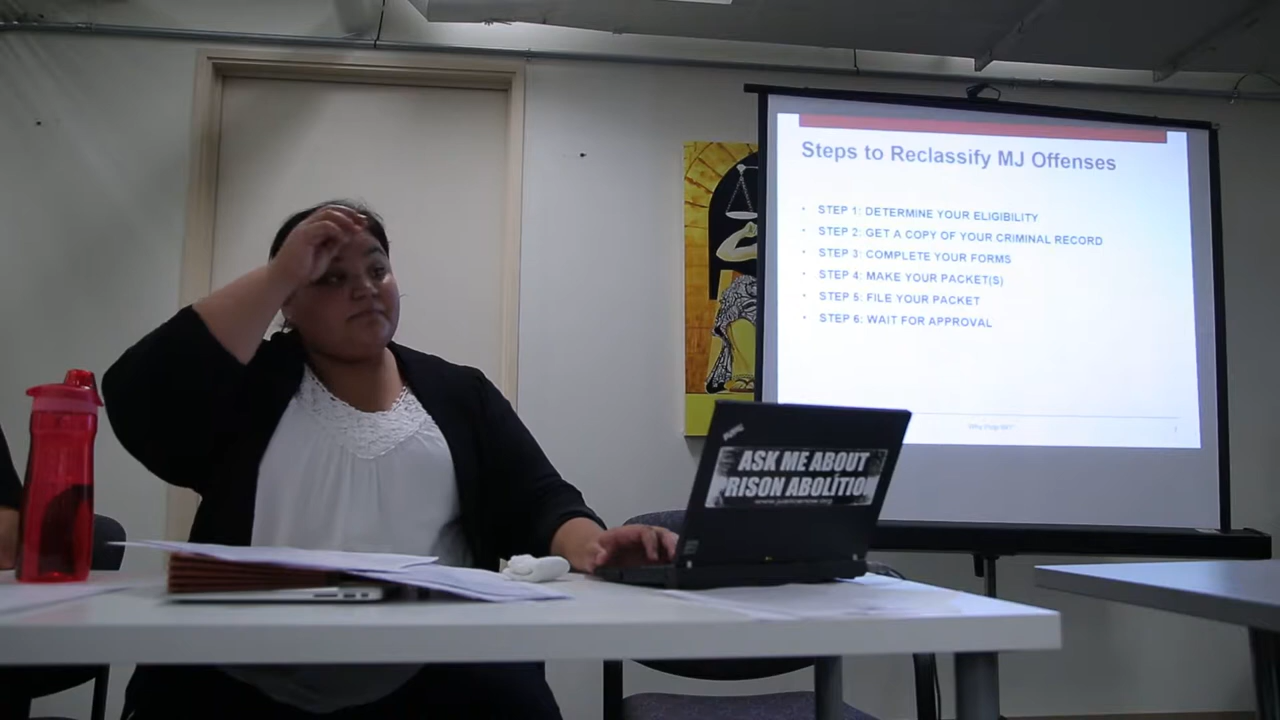 Steps to Reclassify MJ Offenses
• STEP 1: DETERMINE YOUR ELIGIBILITY
• STEP 2: GET A COPY OF YOUR CRIMINAL RECORD
• STEP 3: COMPLETE YOUR FORMS
• STEP 4: MAKE YOUR PACKET(S)
• STEP 5: FILE YOUR PACKET
• STEP 6: WAIT FOR APPROVAL
ASK ME ABOUT
RISON ABOLITIO